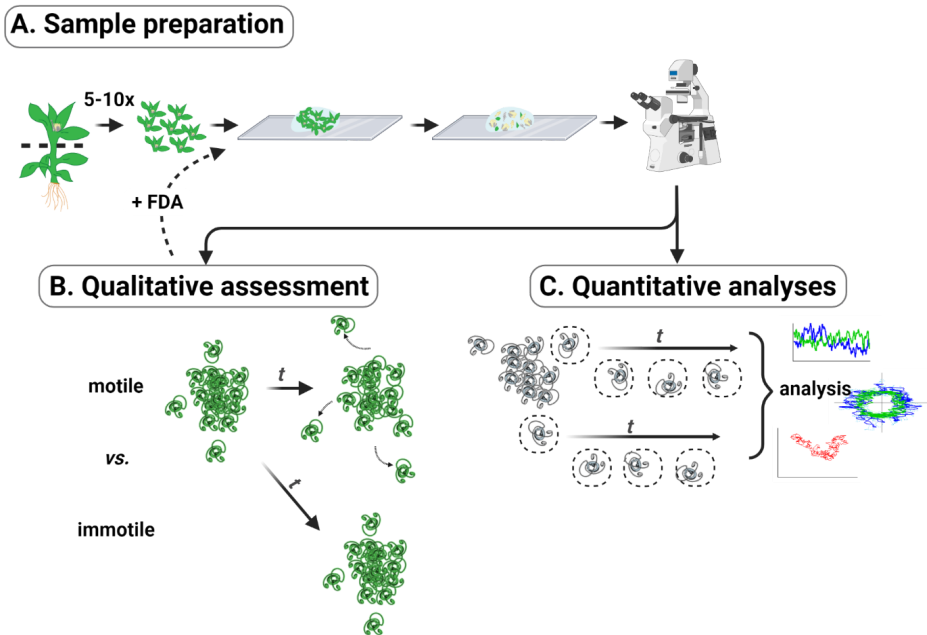 A. Sample preparation
5-10x
+ FDA
B. Qualitative assessment
motile
t
vs.
t
immotile
C. Quantitative analyses
t
t
analysis